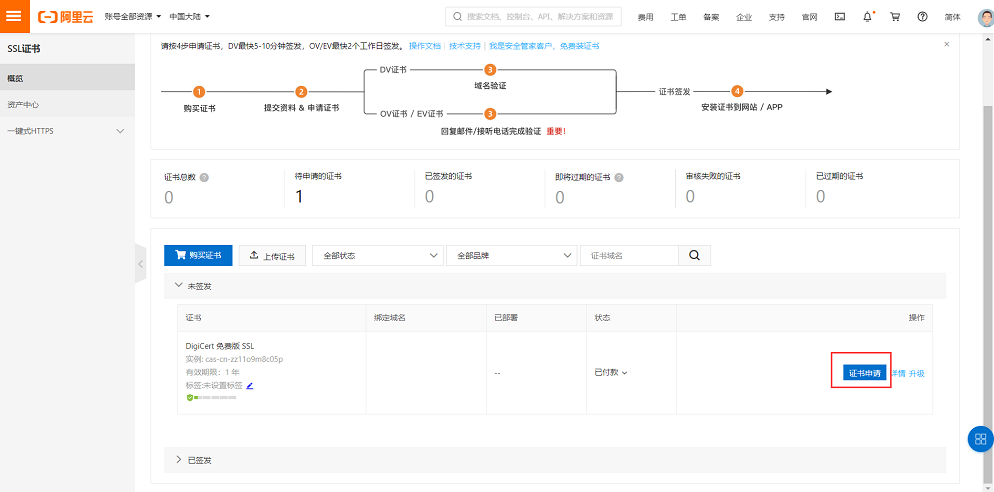 阿里云 账号全部资源 中国大陆 搜索文档、控制台、API、解决方案和资源 费用 工单 备案 企业 支持 官网 简体
SSL证书
概览
资产中心
一键式HTTPS
请按4步申请证书，DV最快5-10分钟签发，OV/EV最快2个工作日签发。 操作文档 | 技术支持 | 我是安全管家客户，免费装证书
DV证书
3
域名验证
1
购买证书
2
提交资料 & 申请证书
证书签发
4
安装证书到网站 / APP
OV证书 / EV证书
3
回复邮件/接听电话完成验证 重要！
证书总数 待申请的证书 已签发的证书 即将过期的证书 审核失败的证书 已过期的证书
0 1 0 0 0 0
购买证书 上传证书 全部状态 全部品牌 证书域名
未签发
证书 绑定域名 已部署 状态 操作
DigiCert 免费版 SSL
实例: cas-cn-zz11o9m8c05p
有效期限：1 年
标签:未设置标签
--
已付款
证书申请 详情 升级
已签发